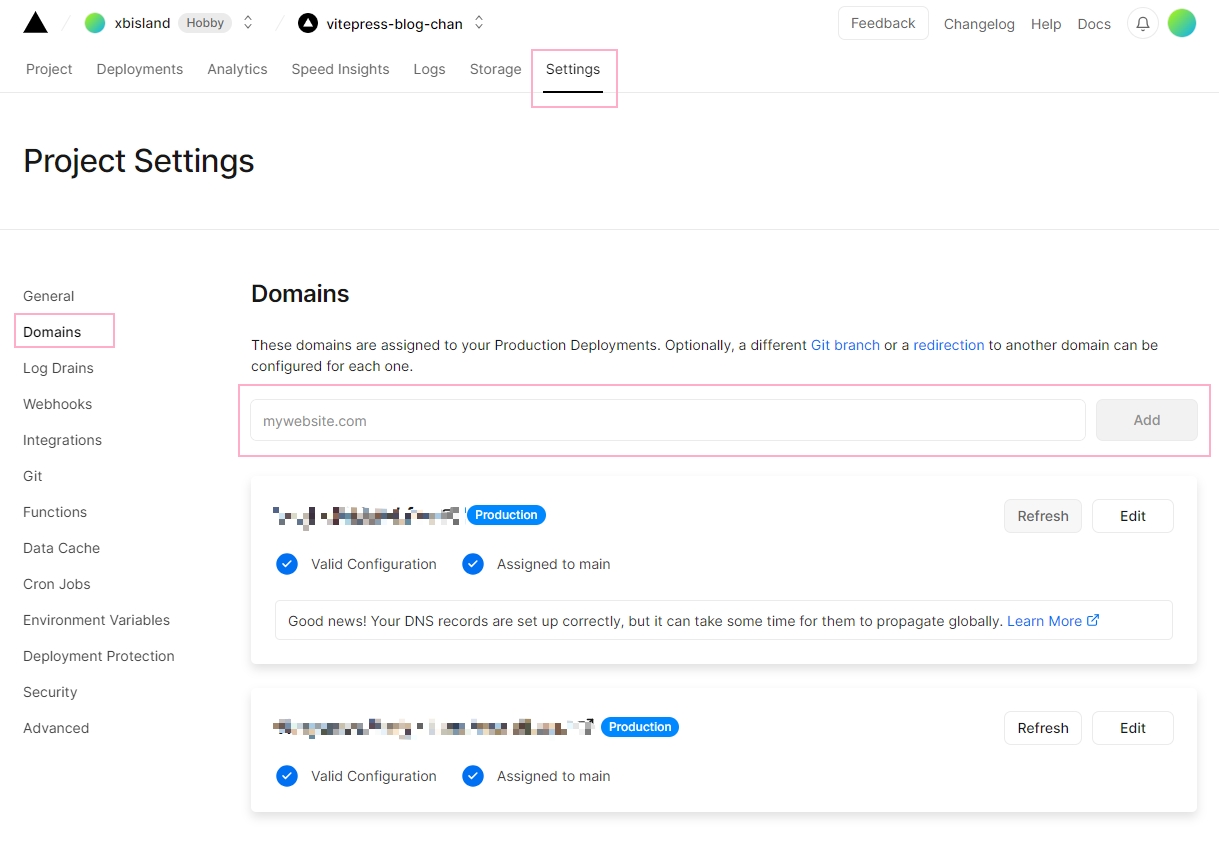 xbisland Hobby vitepress-blog-chan Feedback Changelog Help Docs
Project Deployments Analytics Speed Insights Logs Storage Settings
Project Settings
General
Domains
Log Drains
Webhooks
Integrations
Git
Functions
Data Cache
Cron Jobs
Environment Variables
Deployment Protection
Security
Advanced
Domains
These domains are assigned to your Production Deployments. Optionally, a different Git branch or a redirection to another domain can be
configured for each one.
mywebsite.com Add
Production Refresh Edit
Valid Configuration Assigned to main
Good news! Your DNS records are set up correctly, but it can take some time for them to propagate globally. Learn More
Production Refresh Edit
Valid Configuration Assigned to main